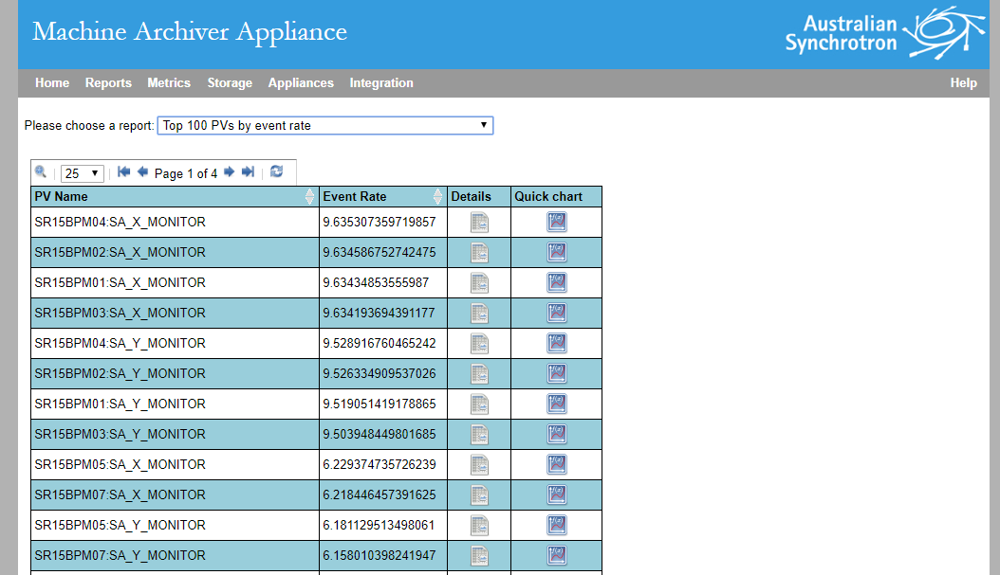 Machine Archiver Appliance
Australian
Synchrotron
Home Reports Metrics Storage Appliances Integration Help
Please choose a report: Top 100 PVs by event rate
25 Page 1 of 4
PV Name Event Rate Details Quick chart
SR15BPM04:SA_X_MONITOR 9.635307359719857
SR15BPM02:SA_X_MONITOR 9.634586752742475
SR15BPM01:SA_X_MONITOR 9.63434853555987
SR15BPM03:SA_X_MONITOR 9.634193694391177
SR15BPM04:SA_Y_MONITOR 9.528916760465242
SR15BPM02:SA_Y_MONITOR 9.526334909537026
SR15BPM01:SA_Y_MONITOR 9.519051419178865
SR15BPM03:SA_Y_MONITOR 9.503948449801685
SR15BPM05:SA_X_MONITOR 6.229374735726239
SR15BPM07:SA_X_MONITOR 6.218446457391625
SR15BPM05:SA_Y_MONITOR 6.181129513498061
SR15BPM07:SA_Y_MONITOR 6.158010398241947